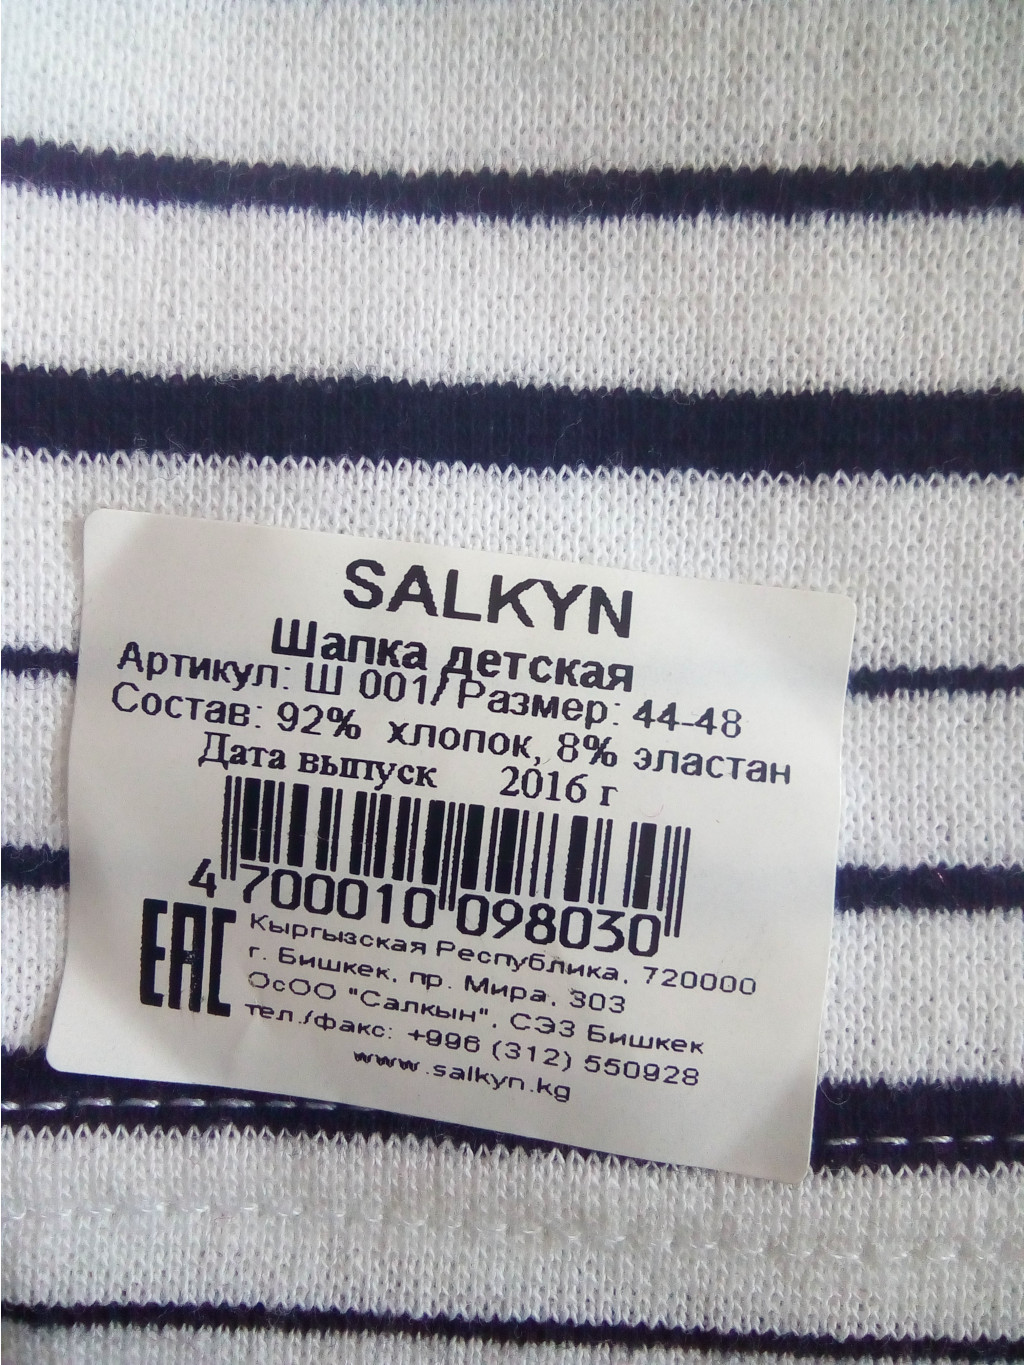 SALKYN
Шапка детская
Артикул: Ш 001/ Размер: 44-48
Состав: 92% хлопок, 8% эластан
Дата выпуск 2016 г
4 700010 098030
EAC
Кыргызская Республика, 720000
г. Бишкек, пр. Мира, 303
ОсОО "Салкын", СЭЗ Бишкек
тел./факс: +996 (312) 550928
www.salkyn.kg